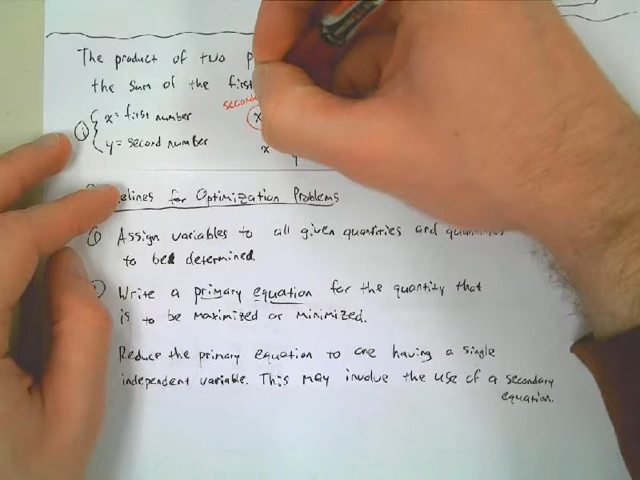 The product of two
the sum of the first
secon
① x = first number
y = second number
x
elines for Optimization Problems
① Assign variables to all given quantities and
to be determined.
Write a primary equation for the quantity that
is to be maximized or minimized.
Reduce the primary equation to one having a single
independent variable. This may involve the use of a secondary
equation.